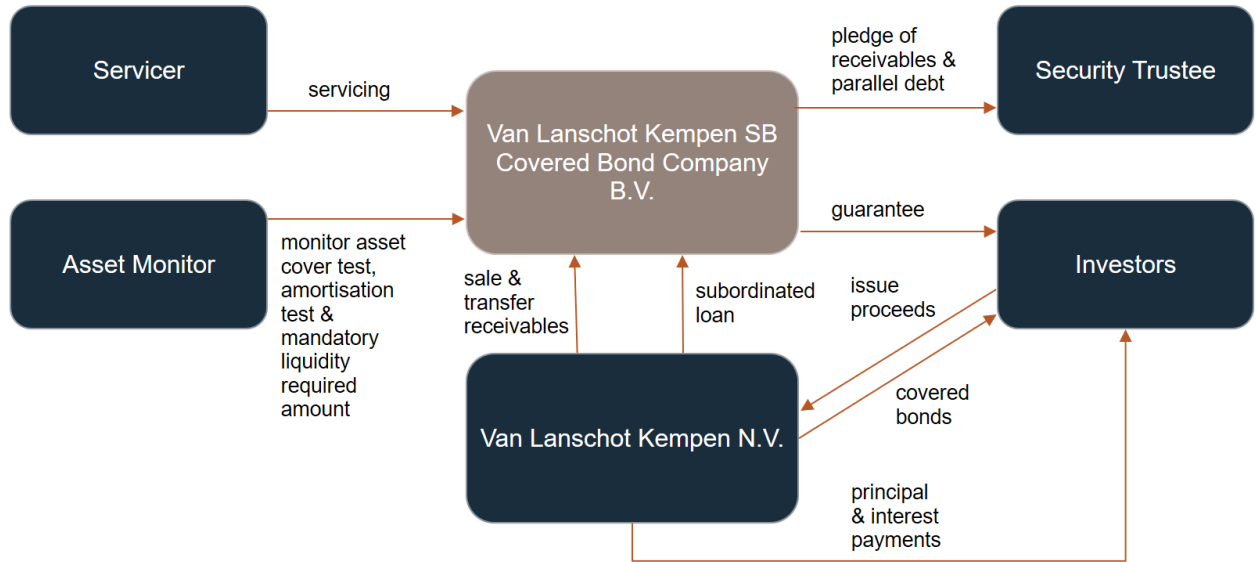 Servicer
servicing
Van Lanschot Kempen SB
Covered Bond Company
B.V.
pledge of
receivables &
parallel debt
Security Trustee
Asset Monitor
monitor asset
cover test,
amortisation
test &
mandatory
liquidity
required
amount
sale &
transfer
receivables
subordinated
loan
guarantee
Investors
issue
proceeds
covered
bonds
Van Lanschot Kempen N.V.
principal
& interest
payments